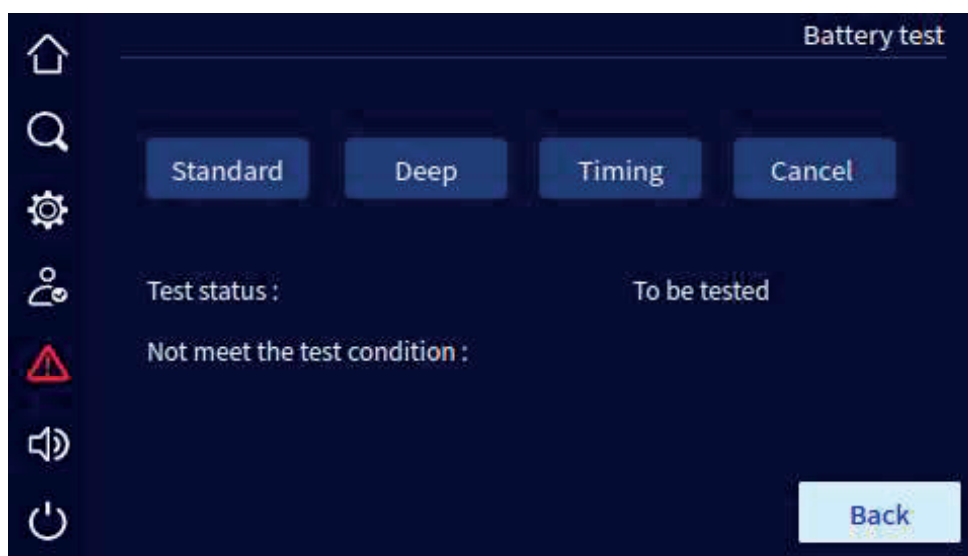 Battery test
Standard Deep Timing Cancel
Test status : To be tested
Not meet the test condition :
Back